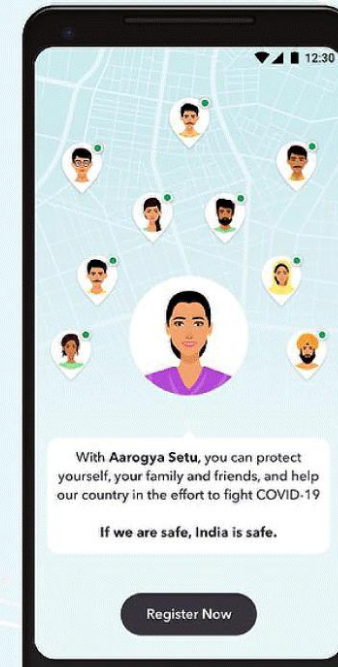 12:30
With Aarogya Setu, you can protect
yourself, your family and friends, and help
our country in the effort to fight COVID-19
If we are safe, India is safe.
Register Now